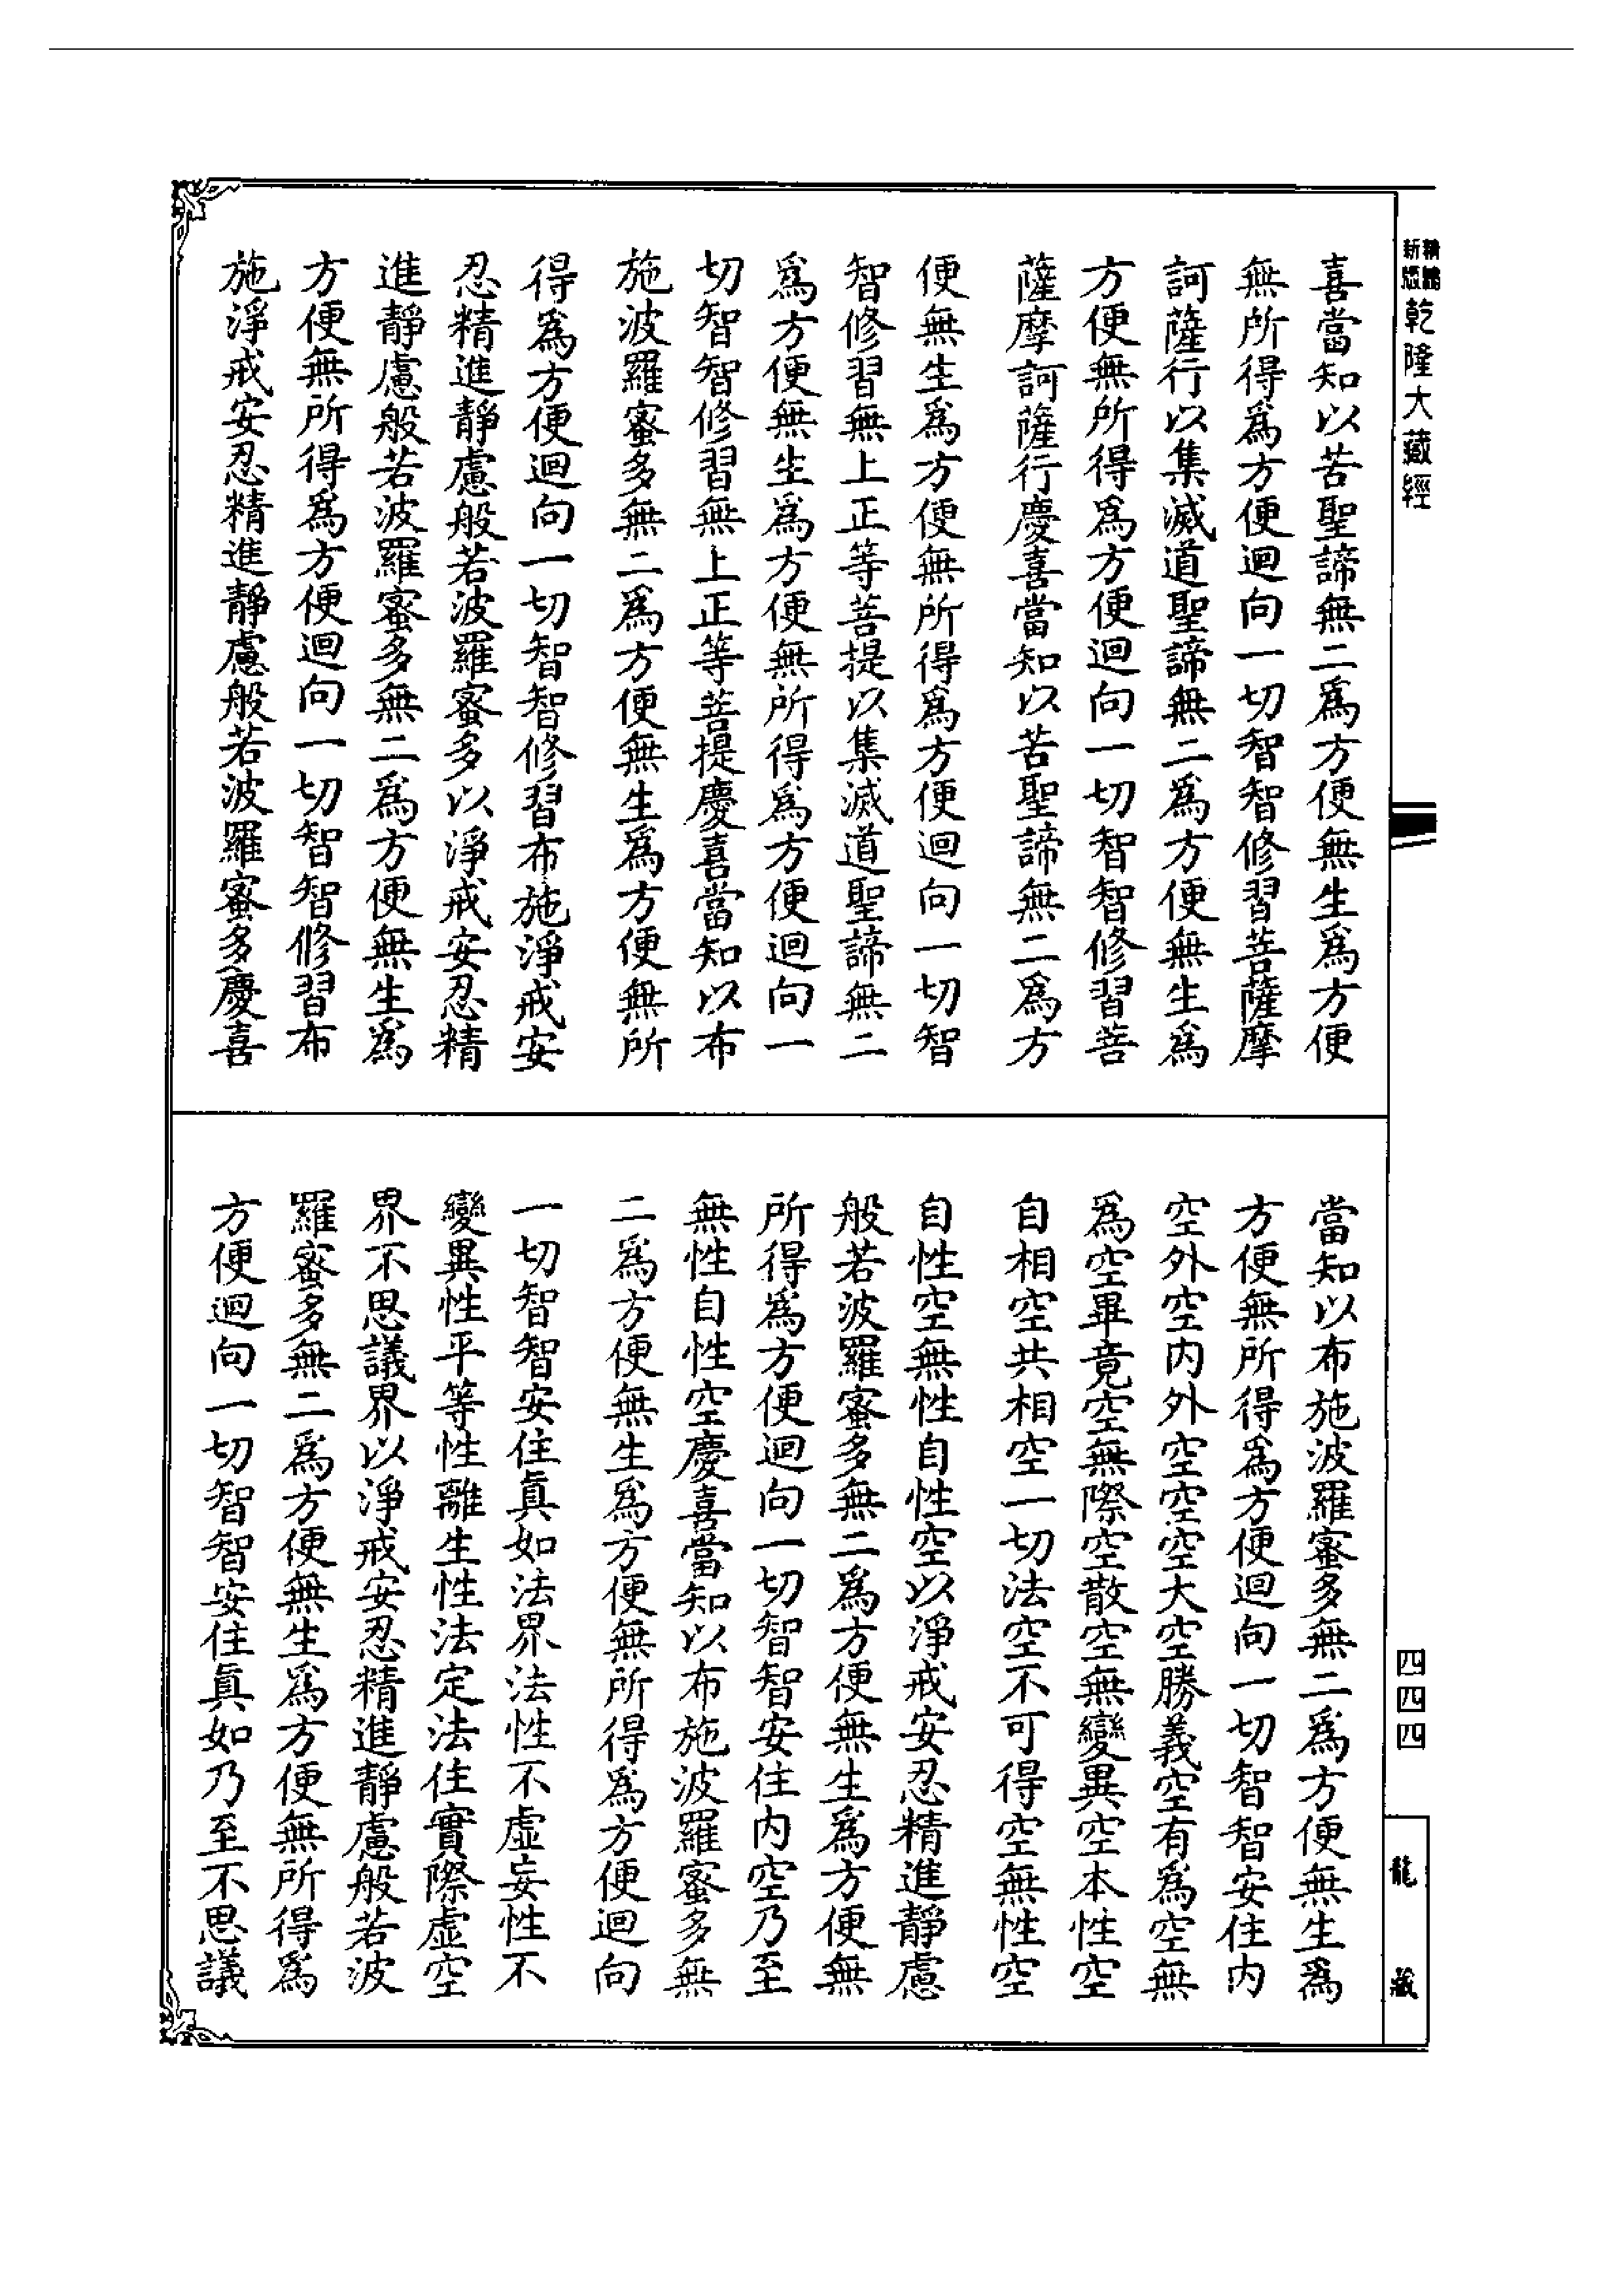 新編縮版乾隆大藏經
喜當知以苦聖諦無二爲方便無生爲方便
無所得爲方便迴向一切智智修習菩薩摩
訶薩行以集滅道聖諦無二爲方便無生爲
方便無所得爲方便迴向一切智智修習菩
薩摩訶薩行慶喜當知以苦聖諦無二爲方
便無生爲方便無所得爲方便迴向一切智
智修習無上正等菩提以集滅道聖諦無二
爲方便無生爲方便無所得爲方便迴向一
切智智修習無上正等菩提慶喜當知以布
施波羅蜜多無二爲方便無生爲方便無所
得爲方便迴向一切智智修習布施淨戒安
忍精進靜慮般若波羅蜜多以淨戒安忍精
進靜慮般若波羅蜜多無二爲方便無生爲
方便無所得爲方便迴向一切智智修習布
施淨戒安忍精進靜慮般若波羅蜜多慶喜
當知以布施波羅蜜多無二爲方便無生爲
方便無所得爲方便迴向一切智智安住内
空外空内外空空空大空勝義空有爲空無
爲空畢竟空無際空散空無變異空本性空
自相空共相空一切法空不可得空無性空
自性空無性自性空以淨戒安忍精進靜慮
般若波羅蜜多無二爲方便無生爲方便無
所得爲方便迴向一切智智安住内空乃至
無性自性空慶喜當知以布施波羅蜜多無
二爲方便無生爲方便無所得爲方便迴向
一切智智安住真如法界法性不虛妄性不
變異性平等性離生性法定法住實際虛空
界不思議界以淨戒安忍精進靜慮般若波
羅蜜多無二爲方便無生爲方便無所得爲
方便迴向一切智智安住真如乃至不思議
四四四
龍藏